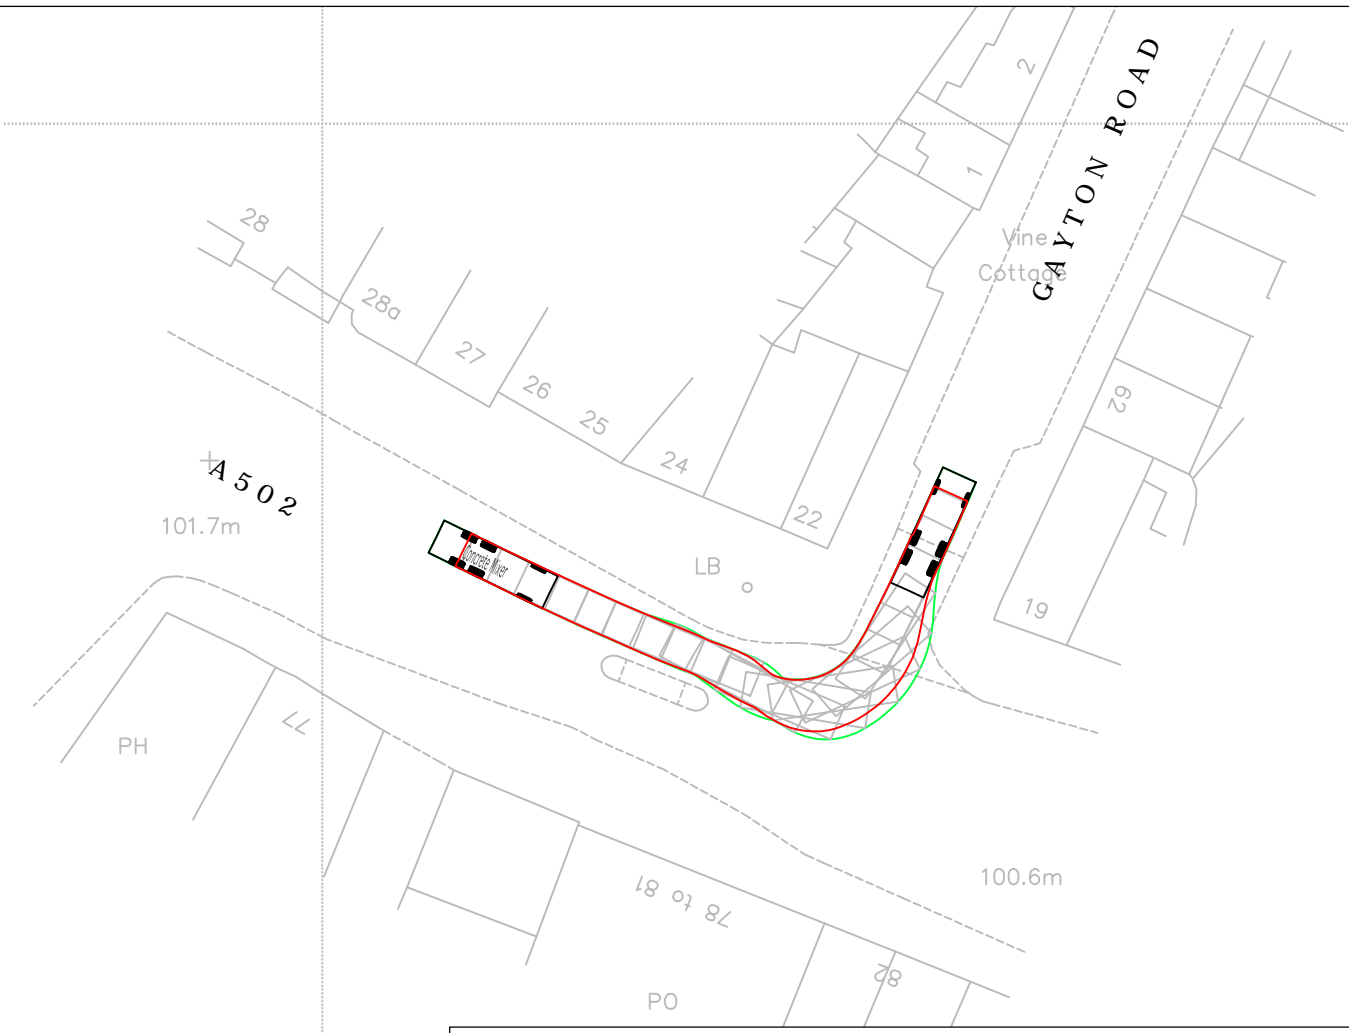 2
GAYTON ROAD
1
28
Vine
Cottage
28a
27
26
62
25
24
A502
22
101.7m
Concrete Mixer
LB
19
77
PH
100.6m
78 to 81
82
PO